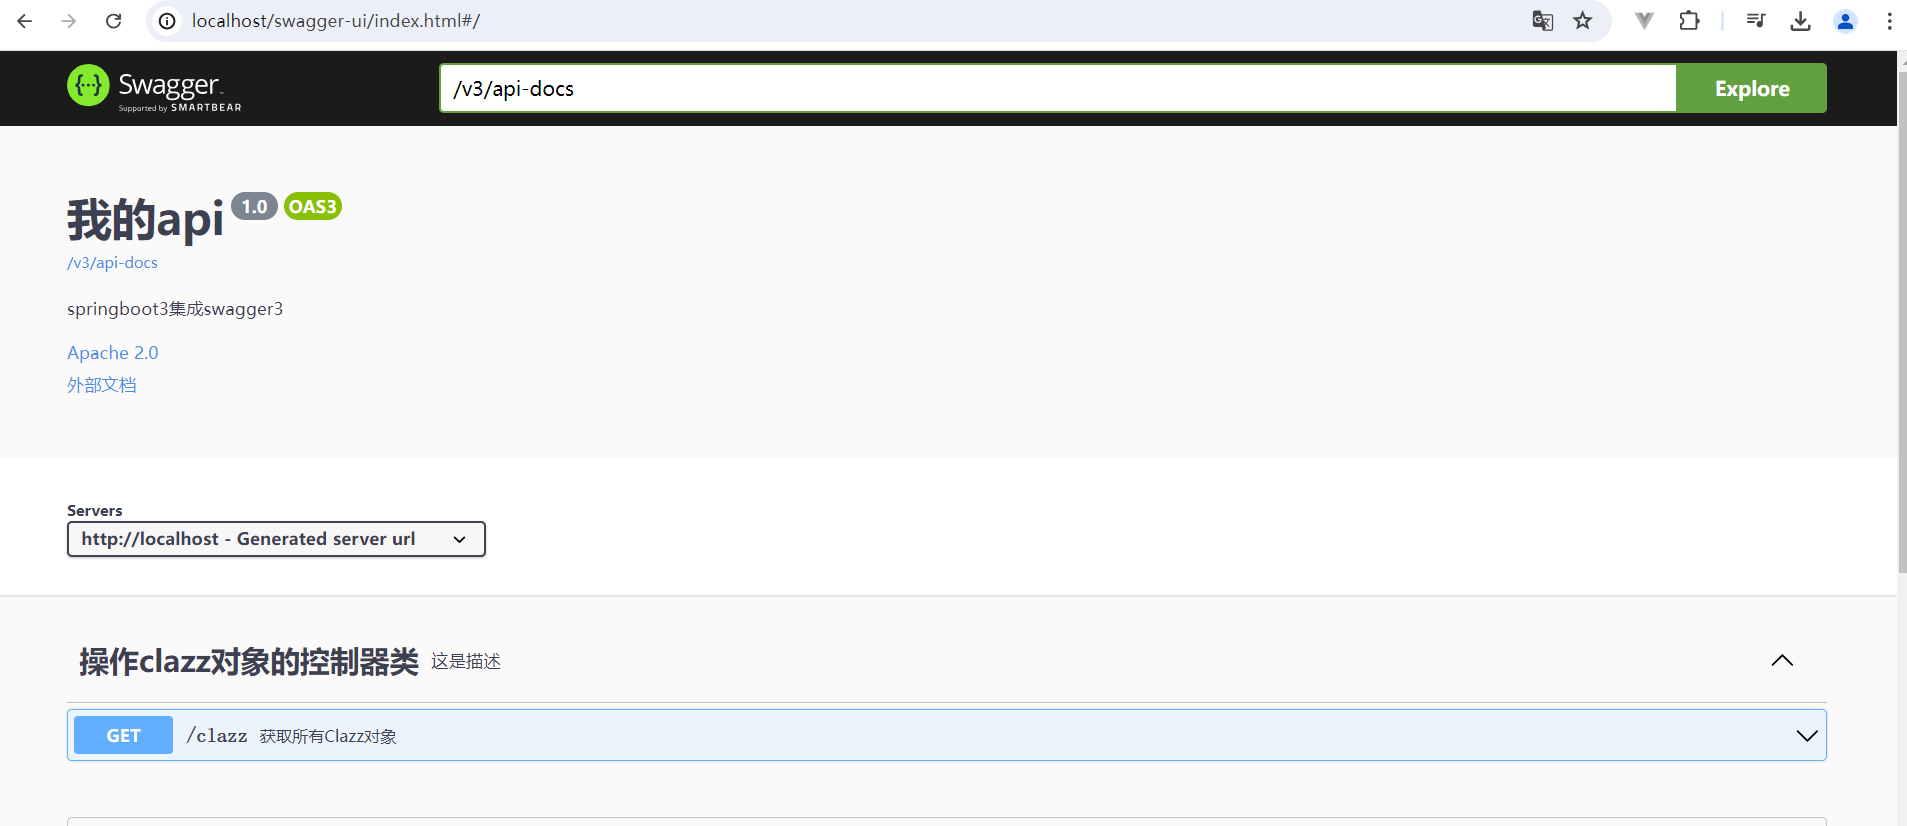 localhost/swagger-ui/index.html#/
Swagger
Supported by SMARTBEAR
/v3/api-docs
Explore
我的api 1.0 OAS3
/v3/api-docs
springboot3集成swagger3
Apache 2.0
外部文档
Servers
http://localhost - Generated server url
操作clazz对象的控制器类 这是描述
GET /clazz 获取所有Clazz对象